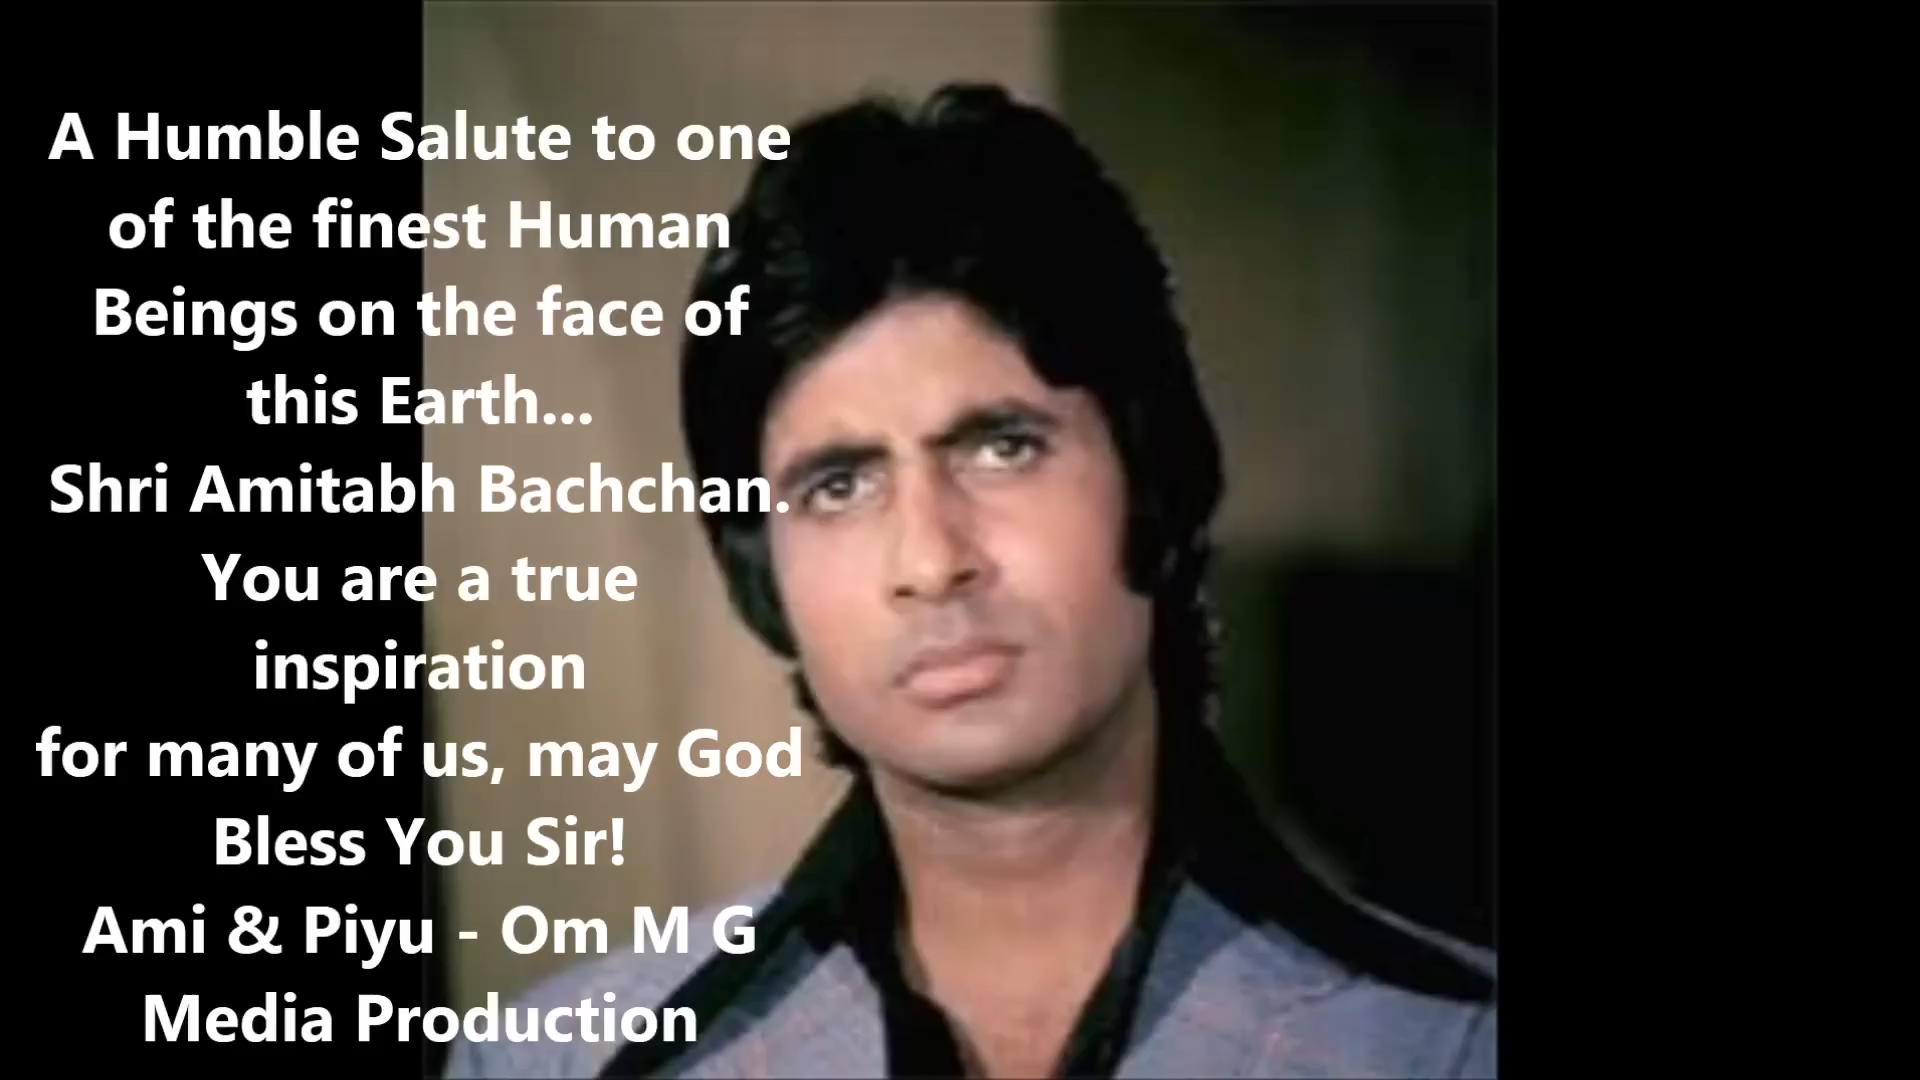 A Humble Salute to one
of the finest Human
Beings on the face of
this Earth...
Shri Amitabh Bachchan.
You are a true
inspiration
for many of us, may God
Bless You Sir!
Ami & Piyu - Om M G
Media Production